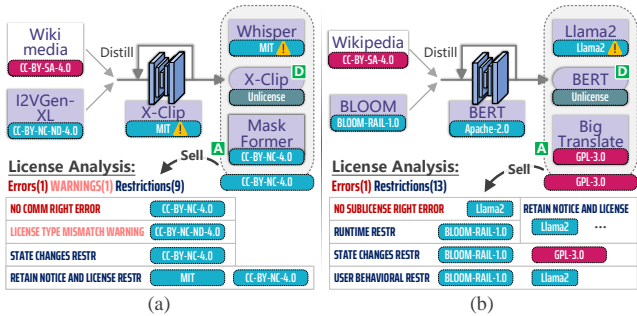 Wiki
media
CC-BY-SA-4.0
I2VGen-
XL
CC-BY-NC-ND-4.0
Distill
X-Clip
MIT
Whisper
MIT
D
X-Clip
Unlicense
Mask
Former
A
CC-BY-NC-4.0
Sell
CC-BY-NC-4.0
License Analysis:
Errors(1) WARNINGS(1) Restrictions(9)
NO COMM RIGHT ERROR CC-BY-NC-4.0
LICENSE TYPE MISMATCH WARNING CC-BY-NC-ND-4.0
STATE CHANGES RESTR CC-BY-NC-4.0
RETAIN NOTICE AND LICENSE RESTR MIT CC-BY-NC-4.0
(a)
Wikipedia
CC-BY-SA-4.0
BLOOM
BLOOM-RAIL-1.0
Distill
BERT
Apache-2.0
Llama2
Llama2
D
BERT
Unlicense
Big
Translate
A
GPL-3.0
Sell
GPL-3.0
License Analysis:
Errors(1) Restrictions(13)
NO SUBLICENSE RIGHT ERROR Llama2 RETAIN NOTICE AND LICENSE
RUNTIME RESTR BLOOM-RAIL-1.0 Llama2 ...
STATE CHANGES RESTR BLOOM-RAIL-1.0 GPL-3.0
USER BEHAVIORAL RESTR BLOOM-RAIL-1.0 Llama2
(b)